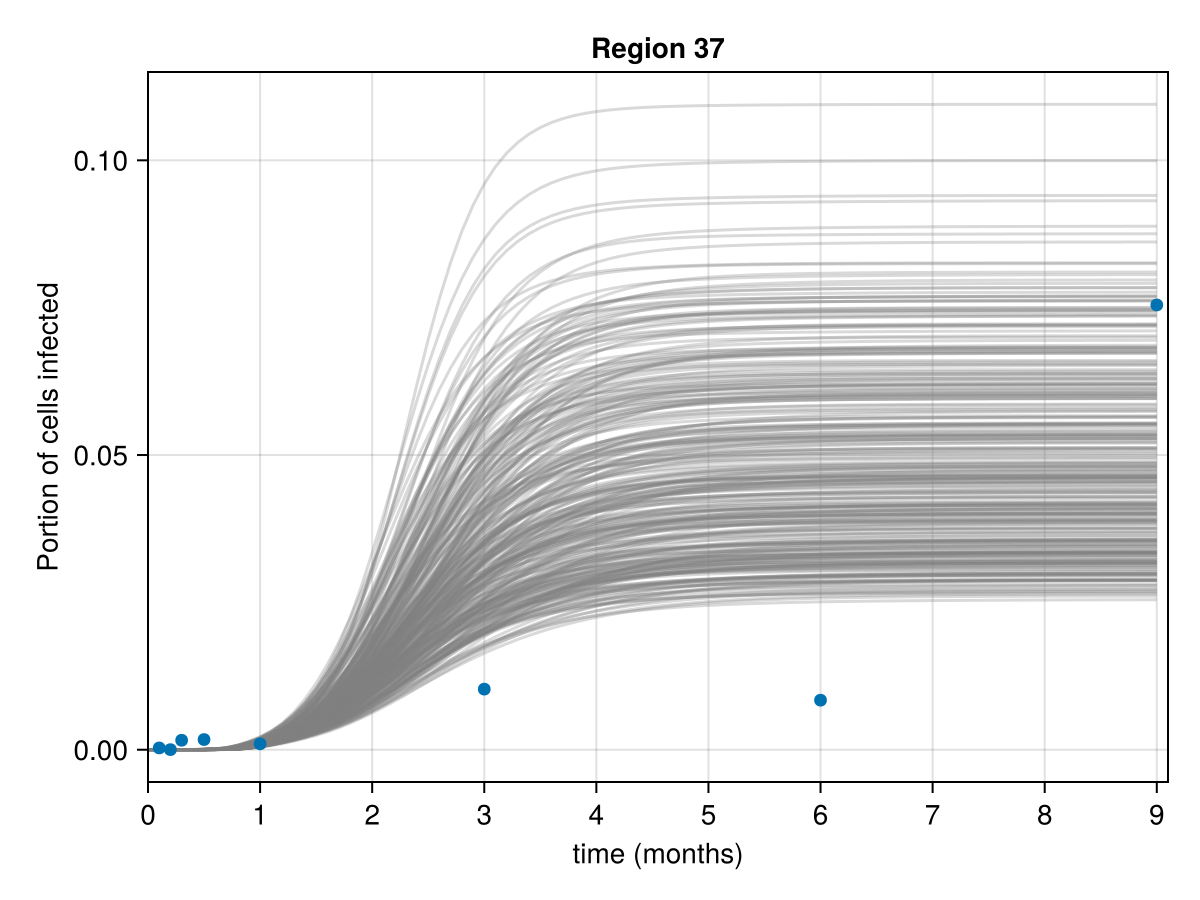 Region 37
Portion of cells infected
0.10
0.05
0.00
0 1 2 3 4 5 6 7 8 9
time (months)